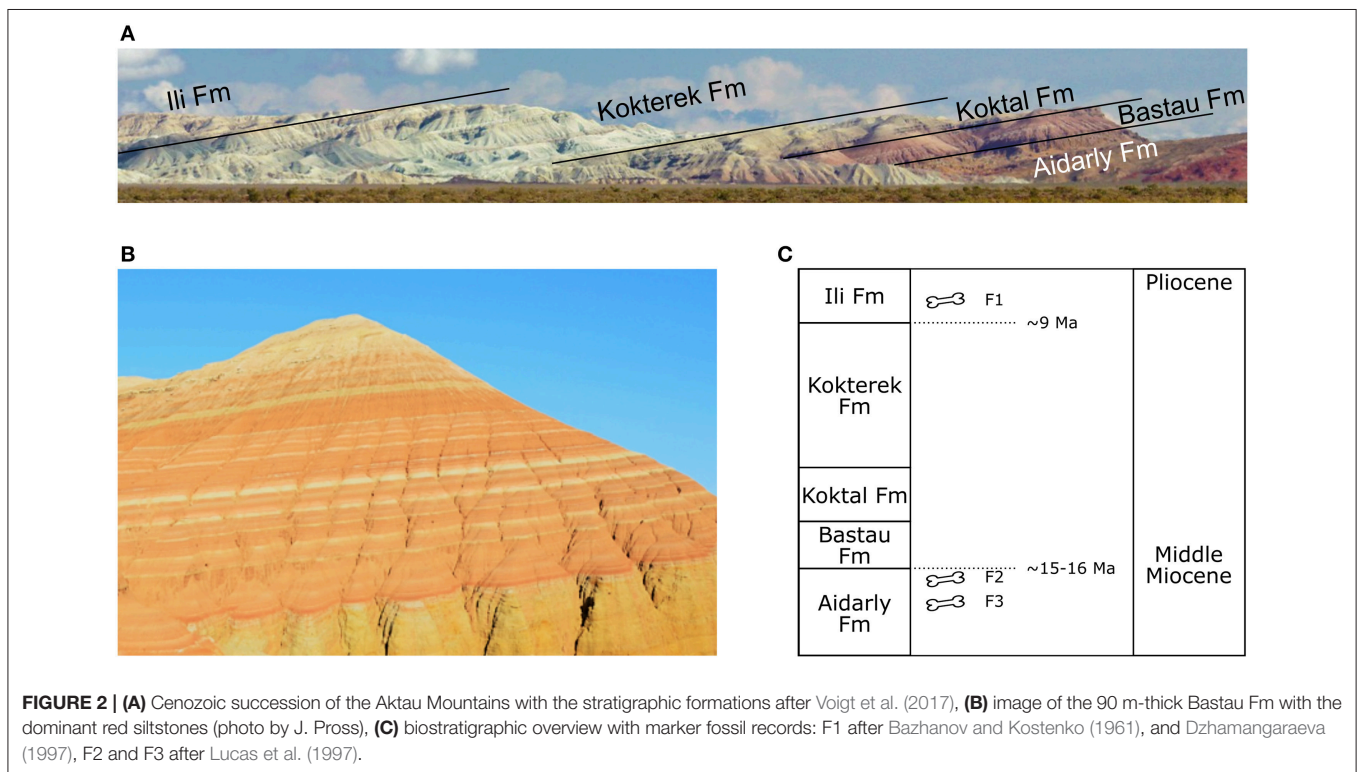 A
Ili Fm
Kokterek Fm
Koktal Fm
Bastau Fm
Aidarly Fm
B
C
Ili Fm
F1
Pliocene
~9 Ma
Kokterek
Fm
Koktal Fm
Bastau
Fm
~15-16 Ma
Middle
Miocene
F2
Aidarly
Fm
F3
FIGURE 2 | (A) Cenozoic succession of the Aktau Mountains with the stratigraphic formations after Voigt et al. (2017), (B) image of the 90 m-thick Bastau Fm with the
dominant red siltstones (photo by J. Pross), (C) biostratigraphic overview with marker fossil records: F1 after Bazhanov and Kostenko (1961), and Dzhamangaraeva
(1997), F2 and F3 after Lucas et al. (1997).